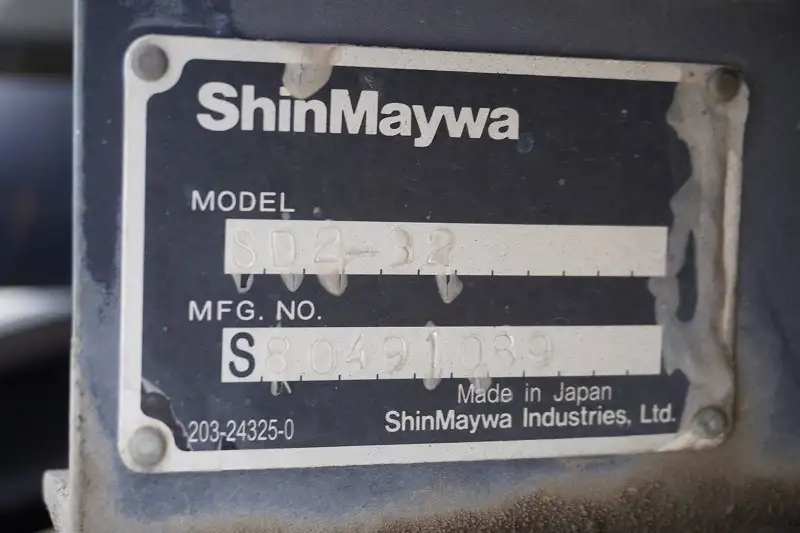 ShinMaywa
MODEL
SD2-32
MFG. NO.
S80491089
Made in Japan
203-24325-0
ShinMaywa Industries, Ltd.